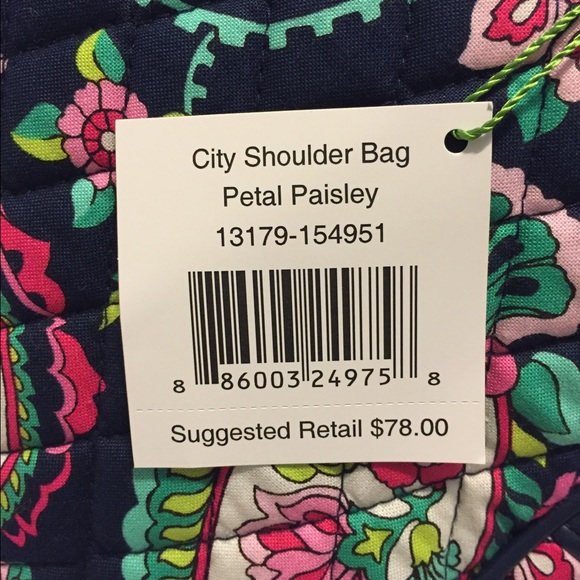 City Shoulder Bag
Petal Paisley
13179-154951
8 86003 24975 8
Suggested Retail $78.00